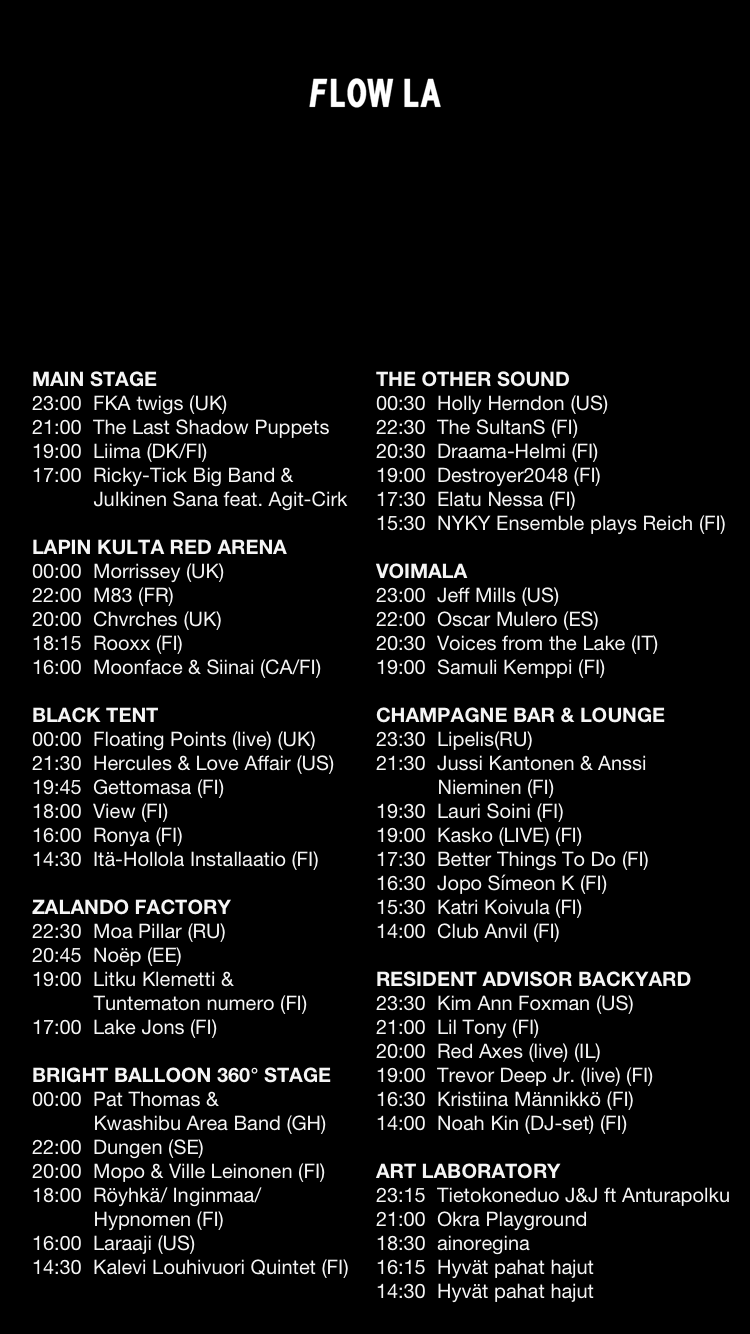 FLOW LA
MAIN STAGE
23:00 FKA twigs (UK)
21:00 The Last Shadow Puppets
19:00 Liima (DK/FI)
17:00 Ricky-Tick Big Band &
Julkinen Sana feat. Agit-Cirk
LAPIN KULTA RED ARENA
00:00 Morrissey (UK)
22:00 M83 (FR)
20:00 Chvrches (UK)
18:15 Rooxx (FI)
16:00 Moonface & Siinai (CA/FI)
BLACK TENT
00:00 Floating Points (live) (UK)
21:30 Hercules & Love Affair (US)
19:45 Gettomasa (FI)
18:00 View (FI)
16:00 Ronya (FI)
14:30 Itä-Hollola Installaatio (FI)
ZALANDO FACTORY
22:30 Moa Pillar (RU)
20:45 Noëp (EE)
19:00 Litku Klemetti &
Tuntematon numero (FI)
17:00 Lake Jons (FI)
BRIGHT BALLOON 360° STAGE
00:00 Pat Thomas &
Kwashibu Area Band (GH)
22:00 Dungen (SE)
20:00 Mopo & Ville Leinonen (FI)
18:00 Röyhkä/ Inginmaa/
Hypnomen (FI)
16:00 Laraaji (US)
14:30 Kalevi Louhivuori Quintet (FI)
THE OTHER SOUND
00:30 Holly Herndon (US)
22:30 The SultanS (FI)
20:30 Draama-Helmi (FI)
19:00 Destroyer2048 (FI)
17:30 Elatu Nessa (FI)
15:30 NYKY Ensemble plays Reich (FI)
VOIMALA
23:00 Jeff Mills (US)
22:00 Oscar Mulero (ES)
20:30 Voices from the Lake (IT)
19:00 Samuli Kemppi (FI)
CHAMPAGNE BAR & LOUNGE
23:30 Lipelis(RU)
21:30 Jussi Kantonen & Anssi
Nieminen (FI)
19:30 Lauri Soini (FI)
19:00 Kasko (LIVE) (FI)
17:30 Better Things To Do (FI)
16:30 Jopo Símeon K (FI)
15:30 Katri Koivula (FI)
14:00 Club Anvil (FI)
RESIDENT ADVISOR BACKYARD
23:30 Kim Ann Foxman (US)
21:00 Lil Tony (FI)
20:00 Red Axes (live) (IL)
19:00 Trevor Deep Jr. (live) (FI)
16:30 Kristiina Männikkö (FI)
14:00 Noah Kin (DJ-set) (FI)
ART LABORATORY
23:15 Tietokoneduo J&J ft Anturapolku
21:00 Okra Playground
18:30 ainoregina
16:15 Hyvät pahat hajut
14:30 Hyvät pahat hajut